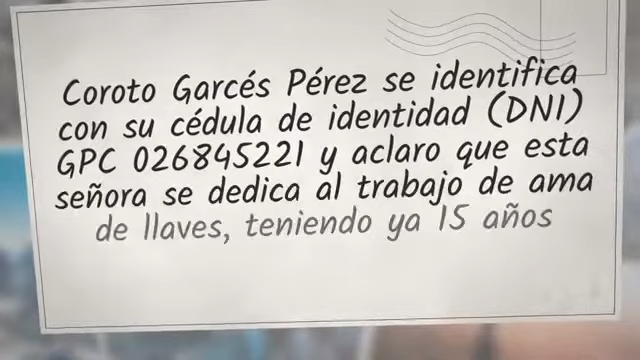 Coroto Garcés Pérez se identifica
con su cédula de identidad (DNI)
GPC 026845221 y aclaro que esta
señora se dedica al trabajo de ama
de llaves, teniendo ya 15 años